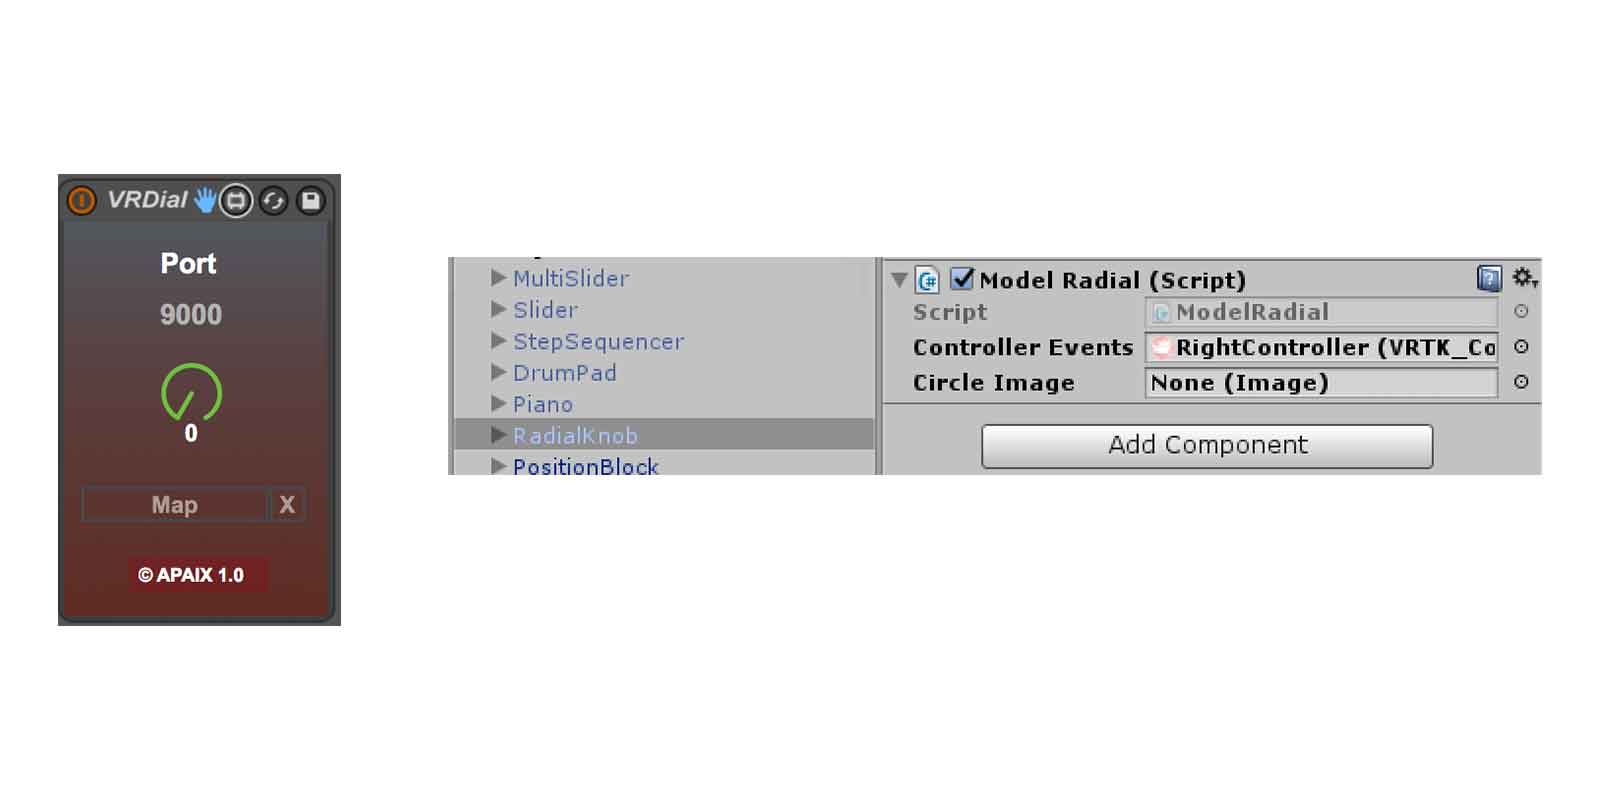 VRDial
Port
9000
0
Map X
© APAIX 1.0
MultiSlider
Slider
StepSequencer
DrumPad
Piano
RadialKnob
PositionBlock
Model Radial (Script)
Script ModelRadial
Controller Events RightController (VRTK_Co
Circle Image None (Image)
Add Component